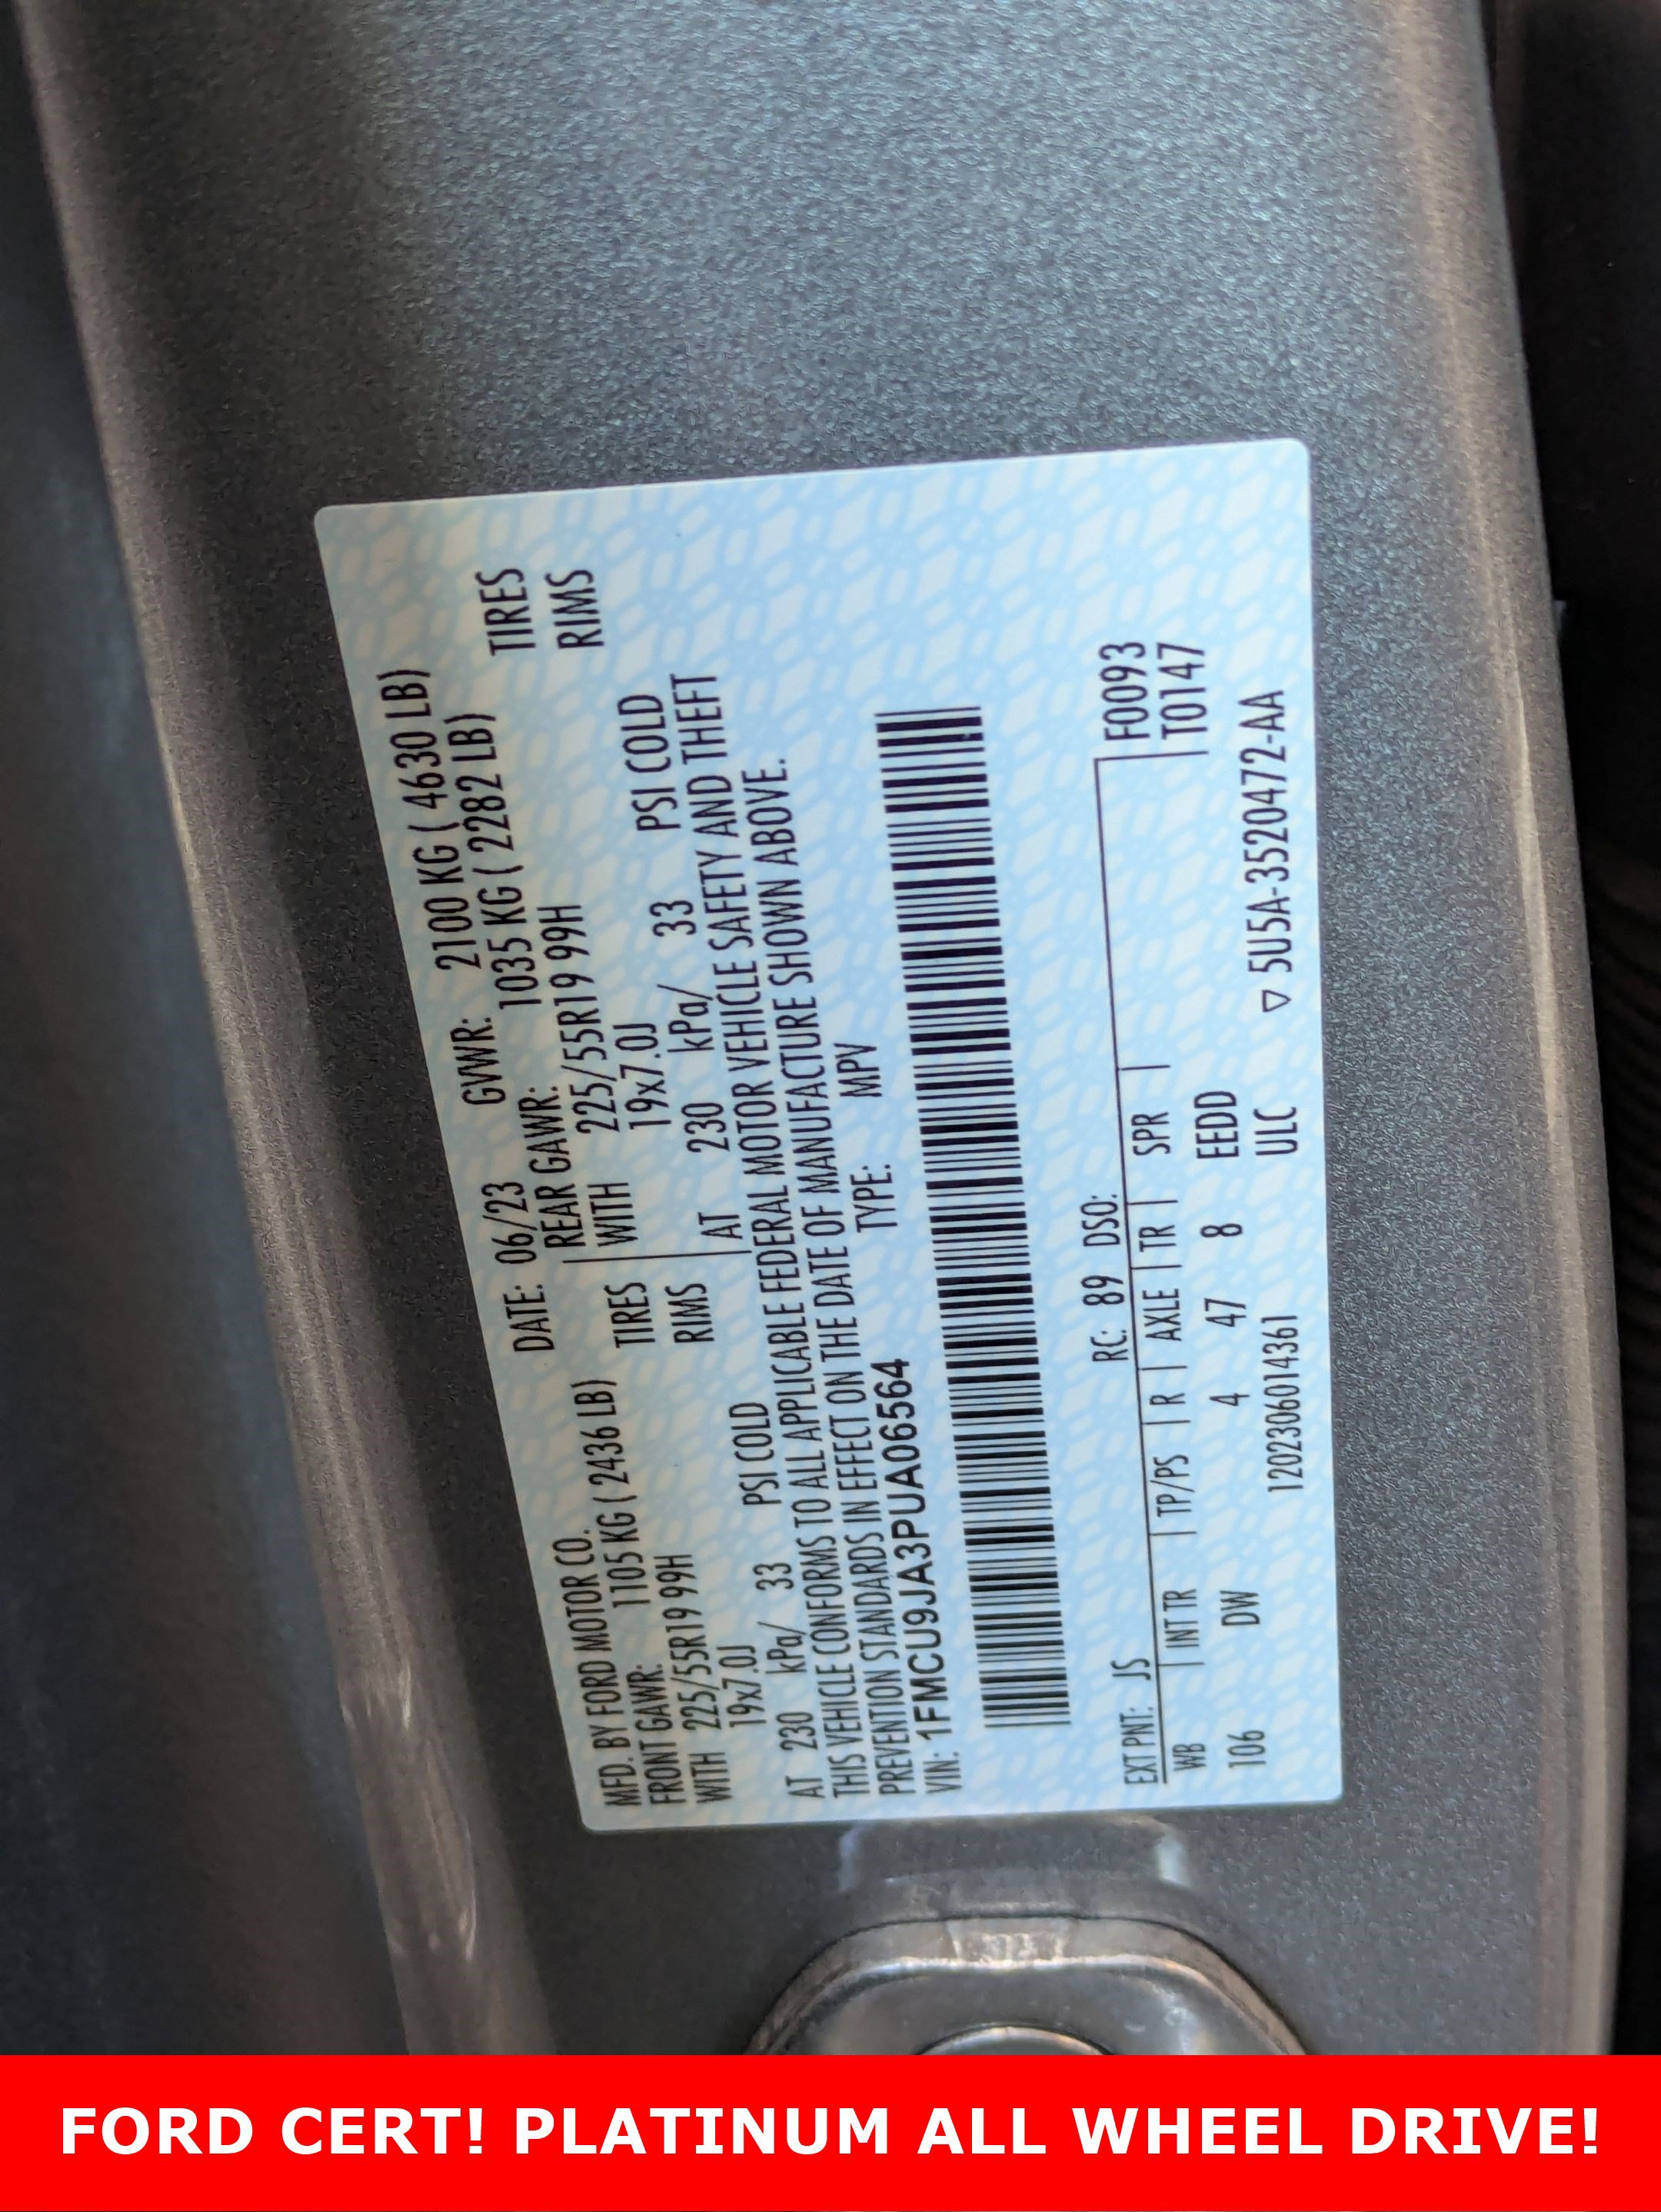 MFD. BY FORD MOTOR CO. DATE: 06/23 GVWR: 2100 KG ( 4630 LB)
FRONT GAWR: 1105 KG ( 2436 LB) REAR GAWR: 1035 KG ( 2282 LB)
WITH 225/55R19 99H TIRES WITH 225/55R19 99H TIRES
19x7.0J RIMS 19x7.0J RIMS
AT 230 kPa/ 33 PSI COLD AT 230 kPa/ 33 PSI COLD
THIS VEHICLE CONFORMS TO ALL APPLICABLE FEDERAL MOTOR VEHICLE SAFETY AND THEFT
PREVENTION STANDARDS IN EFFECT ON THE DATE OF MANUFACTURE SHOWN ABOVE.
VIN: 1FMCU9JA3PUA06564 TYPE: MPV
EXT PNT: JS RC: 89 DSO: F0093
WB INT TR TP/PS R AXLE TR SPR T0147
106 DW 4 47 8 EEDD
1202306014361 ULC ▽ 5U5A-3520472-AA
FORD CERT! PLATINUM ALL WHEEL DRIVE!